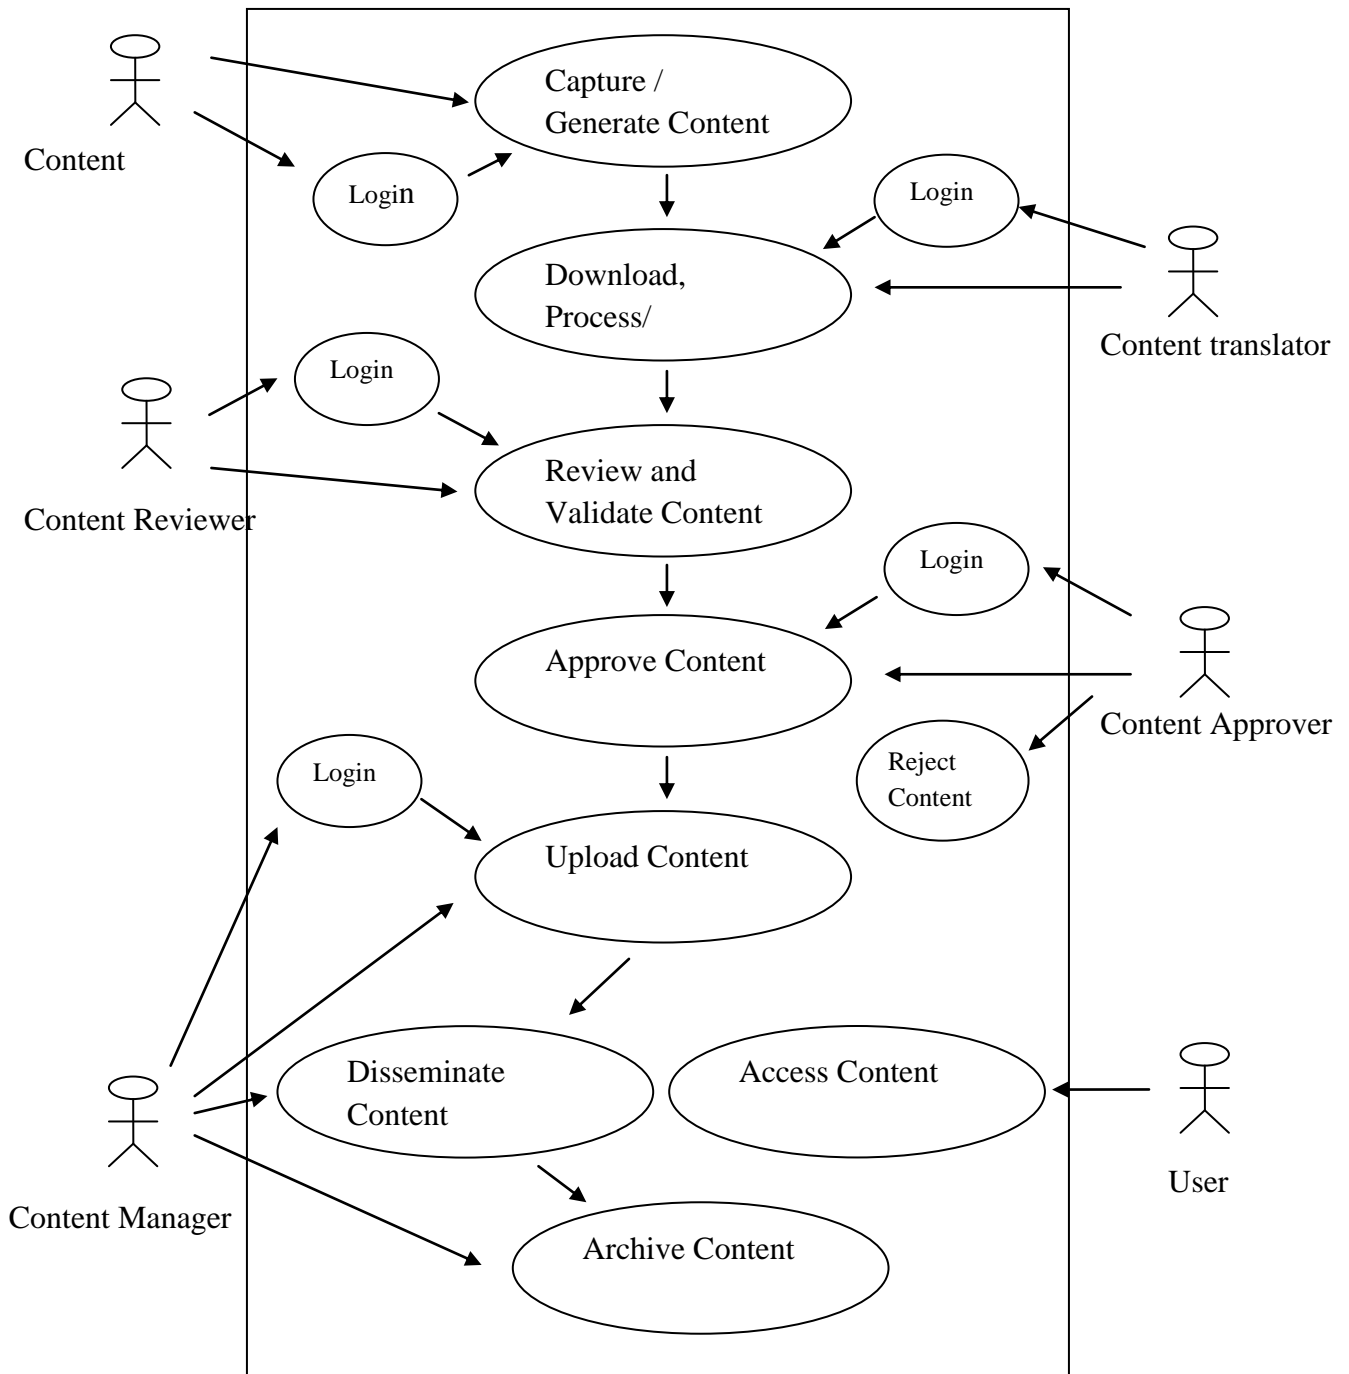 Capture /
Generate Content
Content
Login
Login
Download,
Process/
Content translator
Login
Review and
Validate Content
Content Reviewer
Login
Approve Content
Content Approver
Login
Reject
Content
Upload Content
Disseminate
Content
Access Content
User
Content Manager
Archive Content